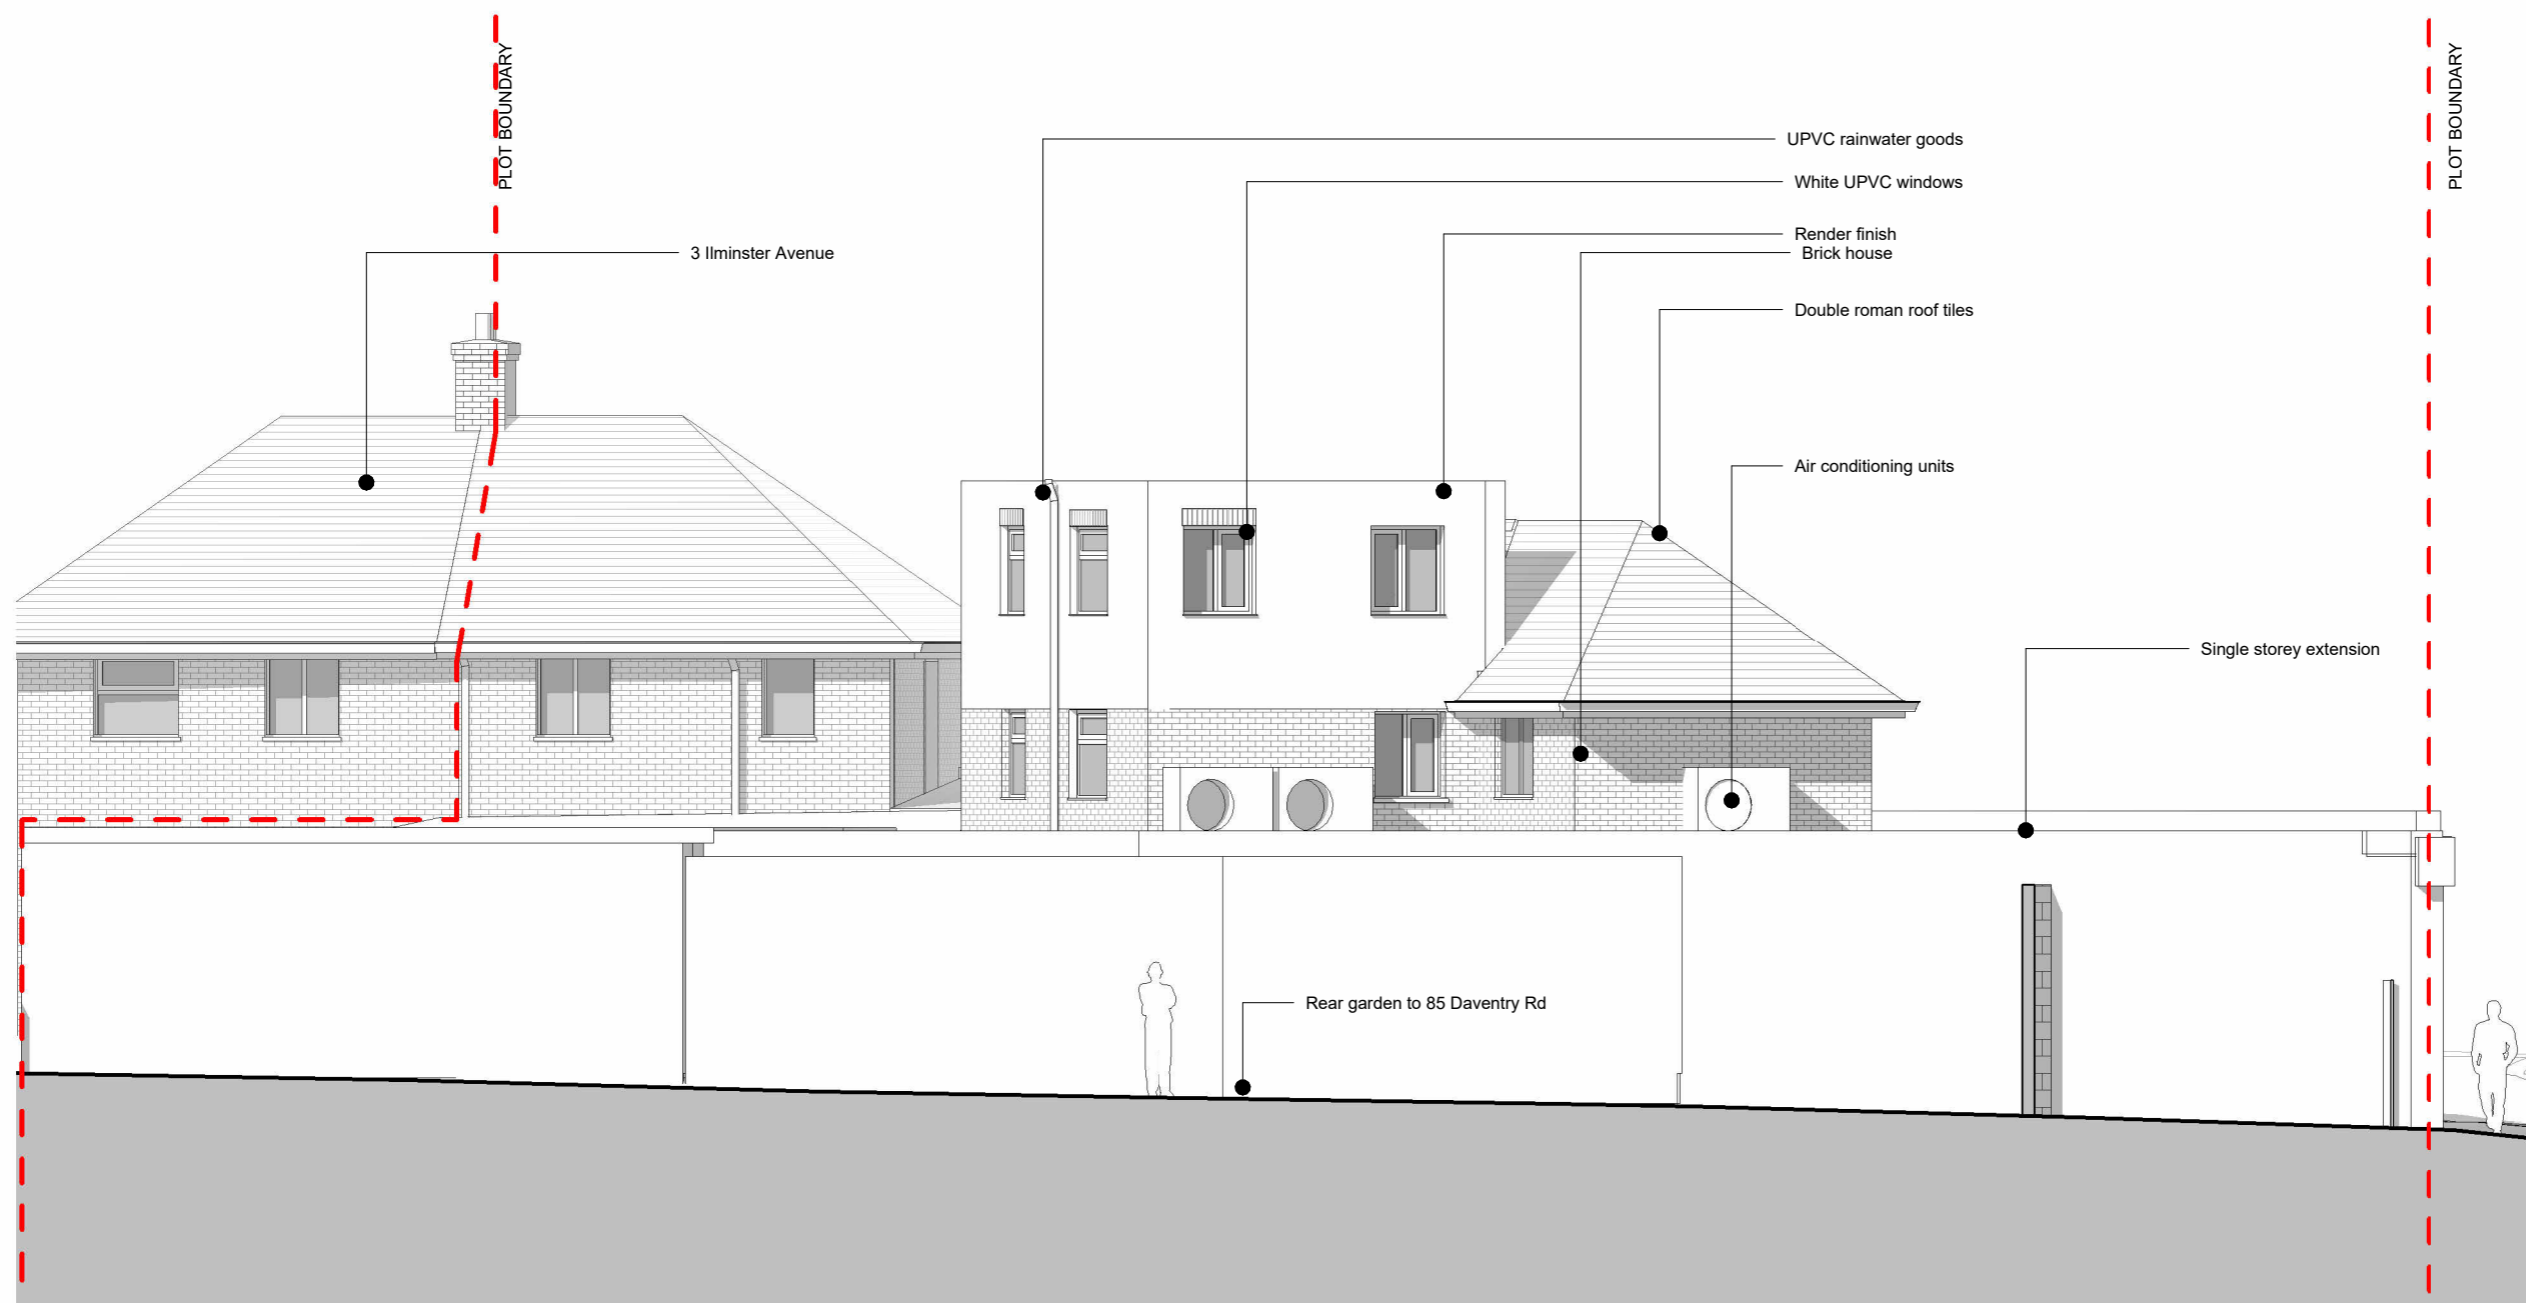 PLOT BOUNDARY
PLOT BOUNDARY
UPVC rainwater goods
White UPVC windows
Render finish
3 Ilminster Avenue
Brick house
Double roman roof tiles
Air conditioning units
Single storey extension
Rear garden to 85 Daventry Rd